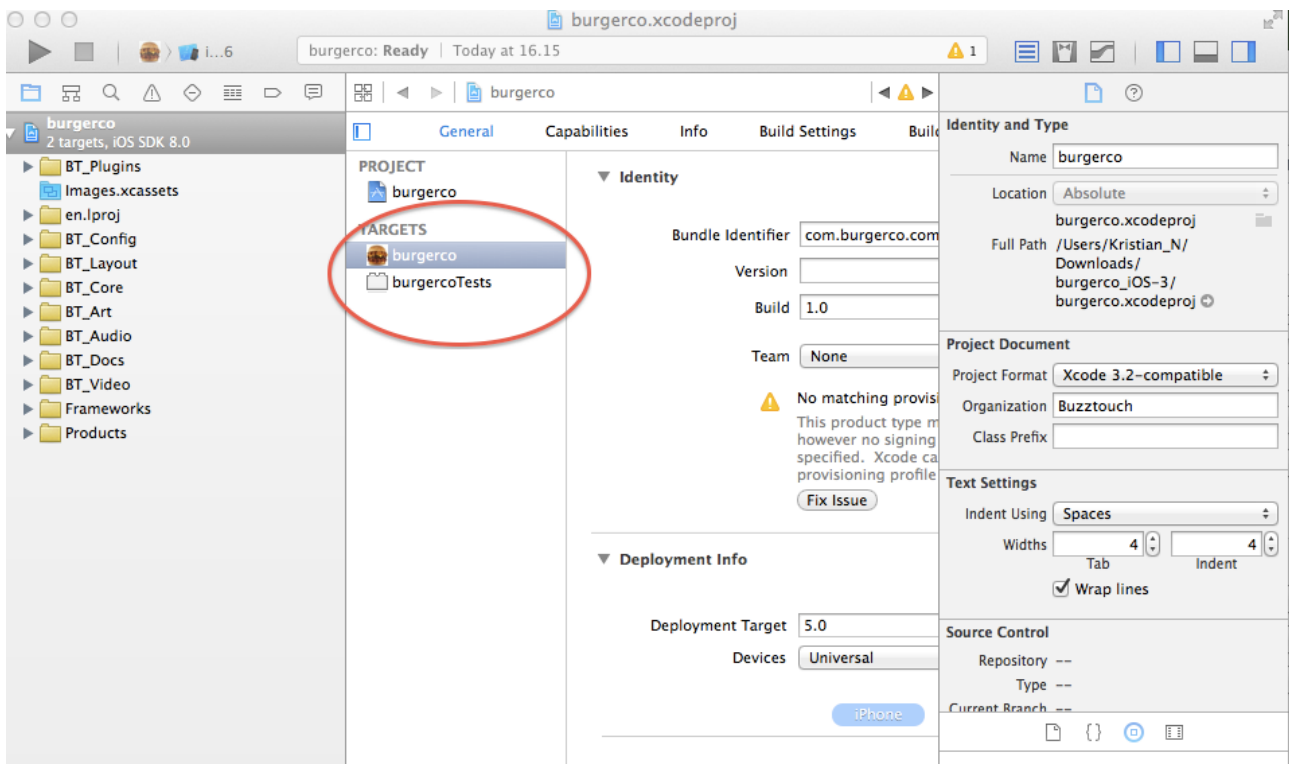 burgerco.xcodeproj
i...6
burgerco: Ready | Today at 16.15
1
burgerco
2 targets, iOS SDK 8.0
BT_Plugins
Images.xcassets
en.lproj
BT_Config
BT_Layout
BT_Core
BT_Art
BT_Audio
BT_Docs
BT_Video
Frameworks
Products
burgerco
General Capabilities Info Build Settings Build
PROJECT
burgerco
TARGETS
burgerco
burgercoTests
Identity
Bundle Identifier com.burgerco.com
Version
Build 1.0
Team None
No matching provisi
This product type m
however no signing
specified. Xcode ca
provisioning profile
Fix Issue
Deployment Info
Deployment Target 5.0
Devices Universal
iPhone
Identity and Type
Name burgerco
Location Absolute
burgerco.xcodeproj
Full Path /Users/Kristian_N/
Downloads/
burgerco_iOS-3/
burgerco.xcodeproj
Project Document
Project Format Xcode 3.2-compatible
Organization Buzztouch
Class Prefix
Text Settings
Indent Using Spaces
Widths 4 4
Tab Indent
Wrap lines
Source Control
Repository --
Type --
Current Branch --